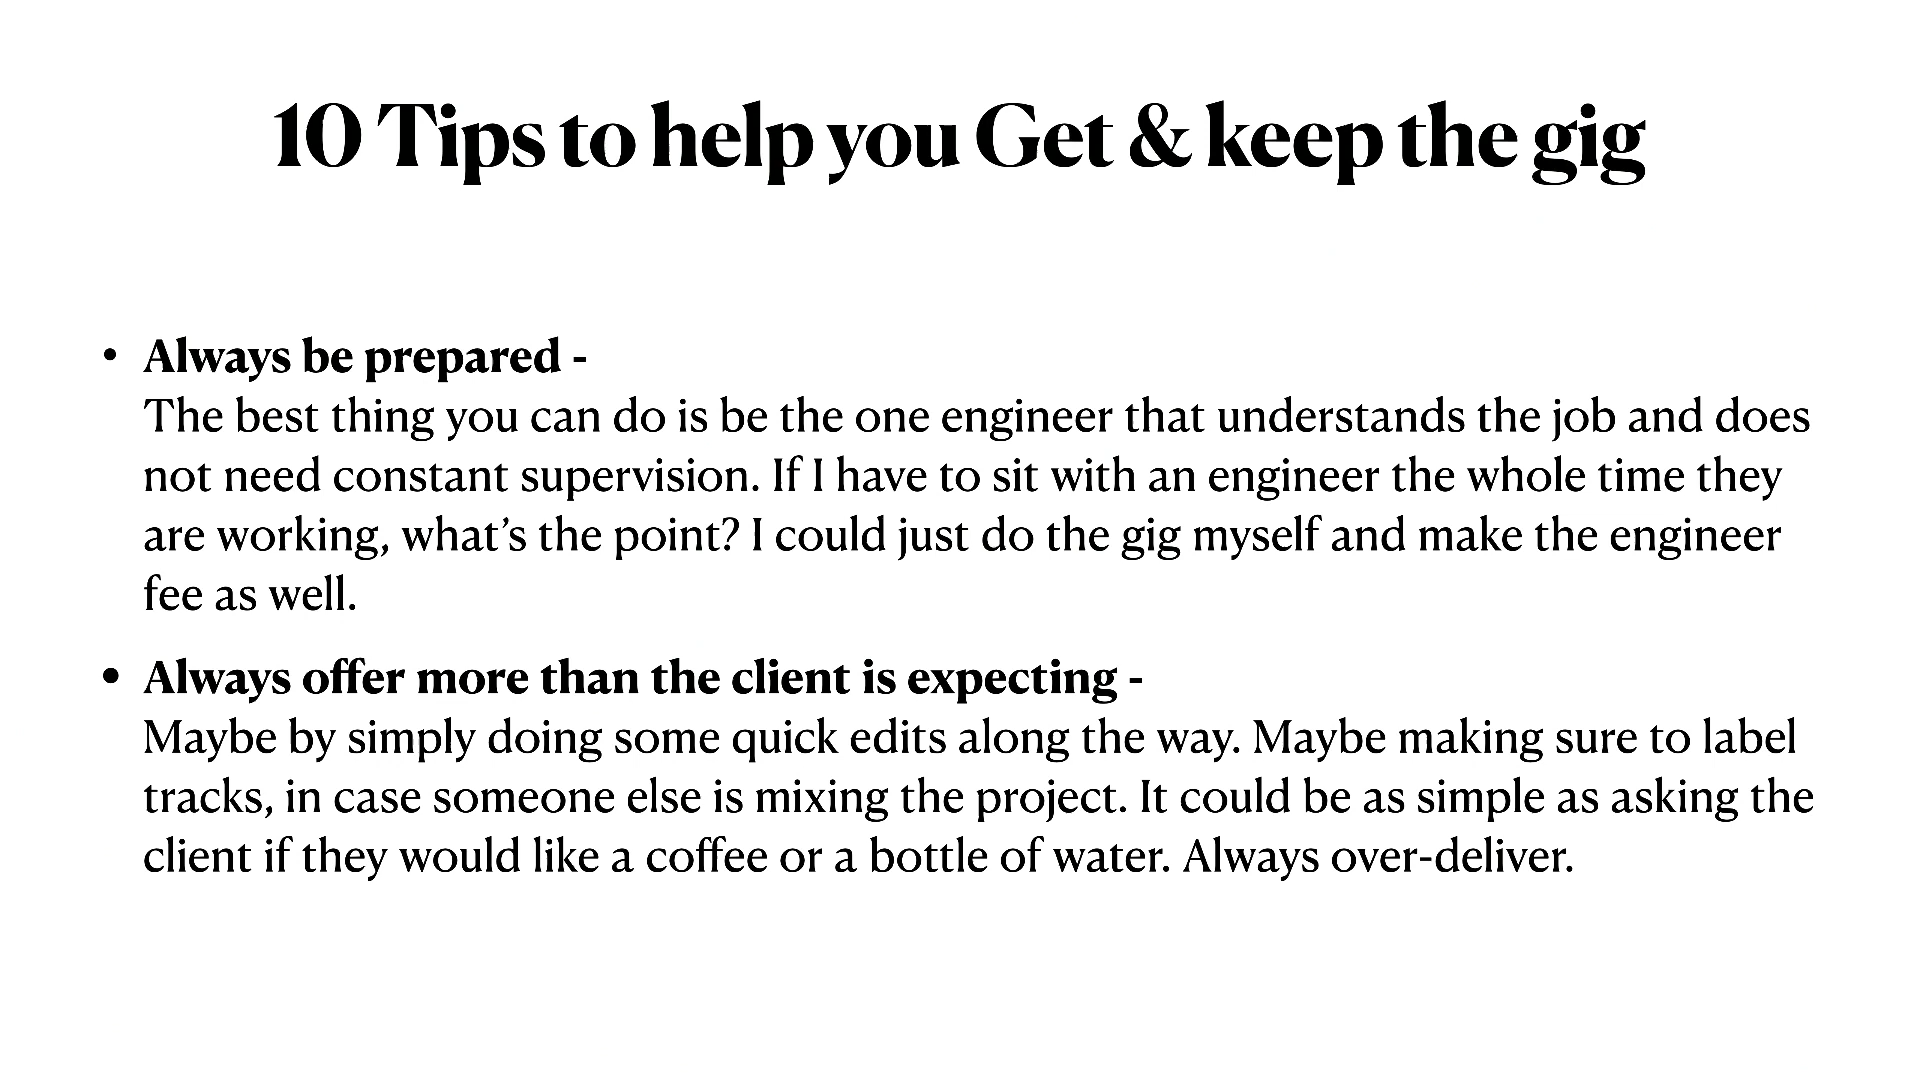 10 Tips to help you Get & keep the gig
• Always be prepared -
The best thing you can do is be the one engineer that understands the job and does
not need constant supervision. If I have to sit with an engineer the whole time they
are working, what’s the point? I could just do the gig myself and make the engineer
fee as well.
• Always offer more than the client is expecting -
Maybe by simply doing some quick edits along the way. Maybe making sure to label
tracks, in case someone else is mixing the project. It could be as simple as asking the
client if they would like a coffee or a bottle of water. Always over-deliver.